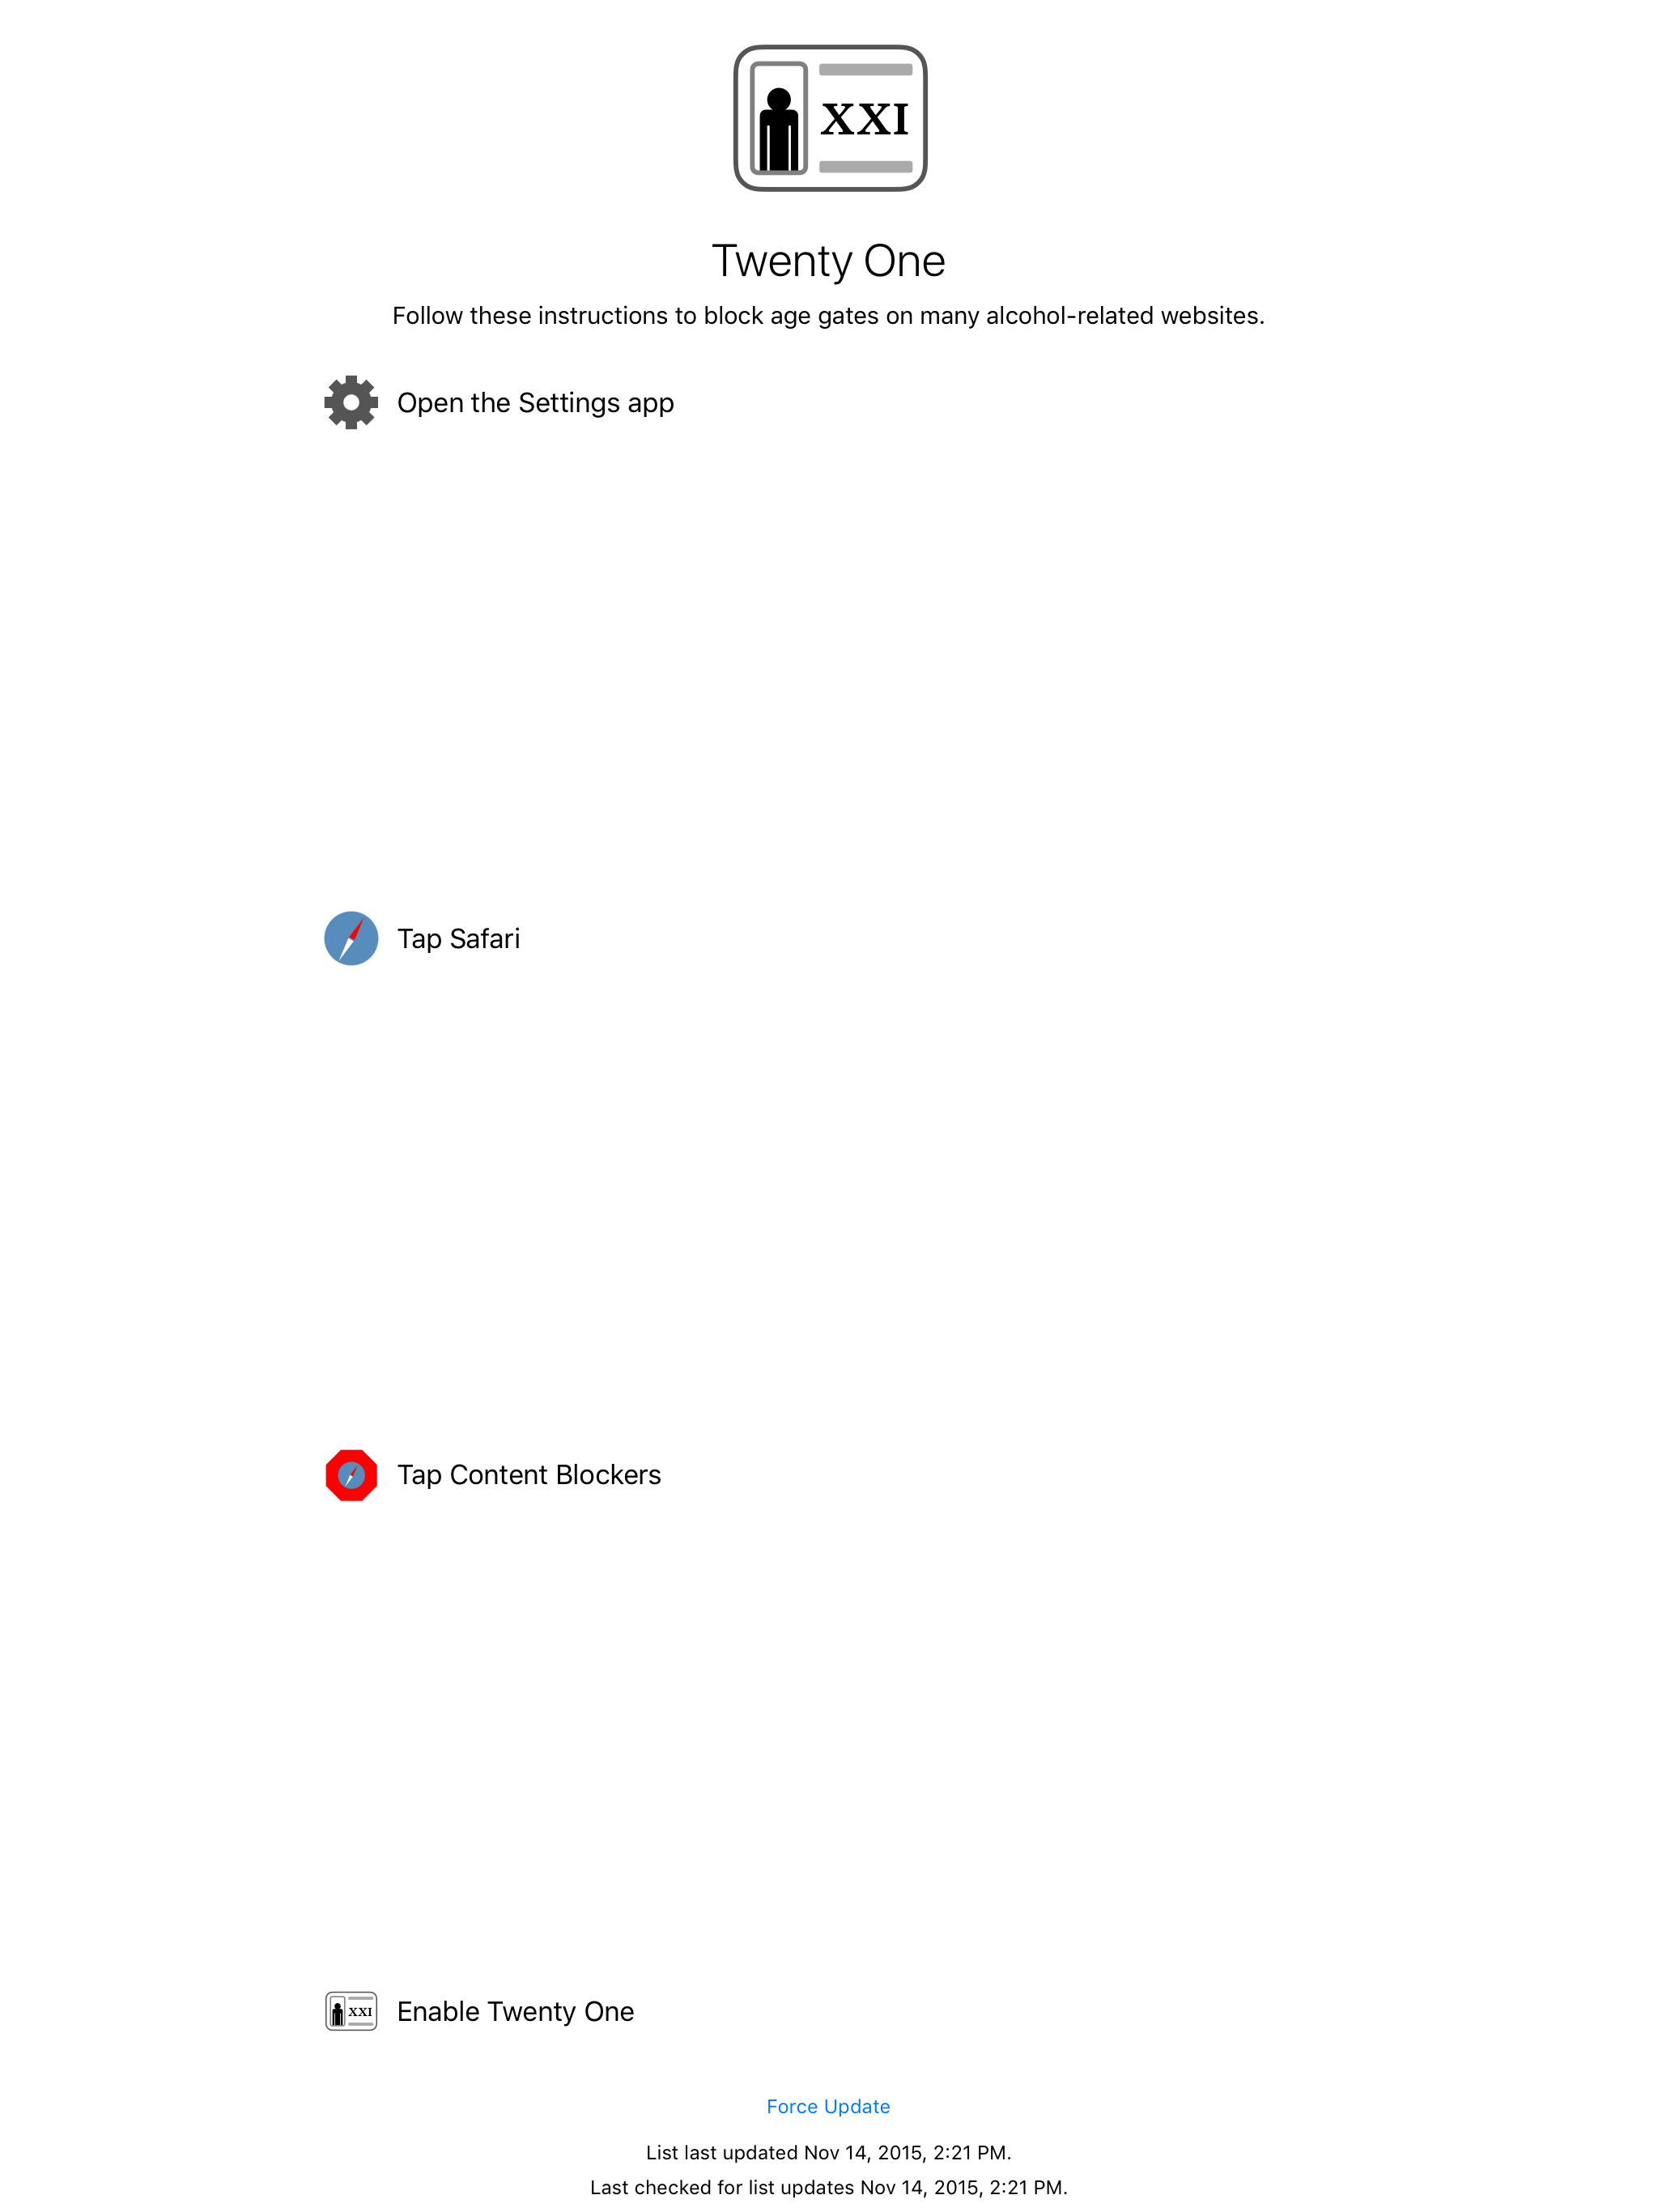 XXI
Twenty One
Follow these instructions to block age gates on many alcohol-related websites.
Open the Settings app
Tap Safari
Tap Content Blockers
XXI
Enable Twenty One
Force Update
List last updated Nov 14, 2015, 2:21 PM.
Last checked for list updates Nov 14, 2015, 2:21 PM.